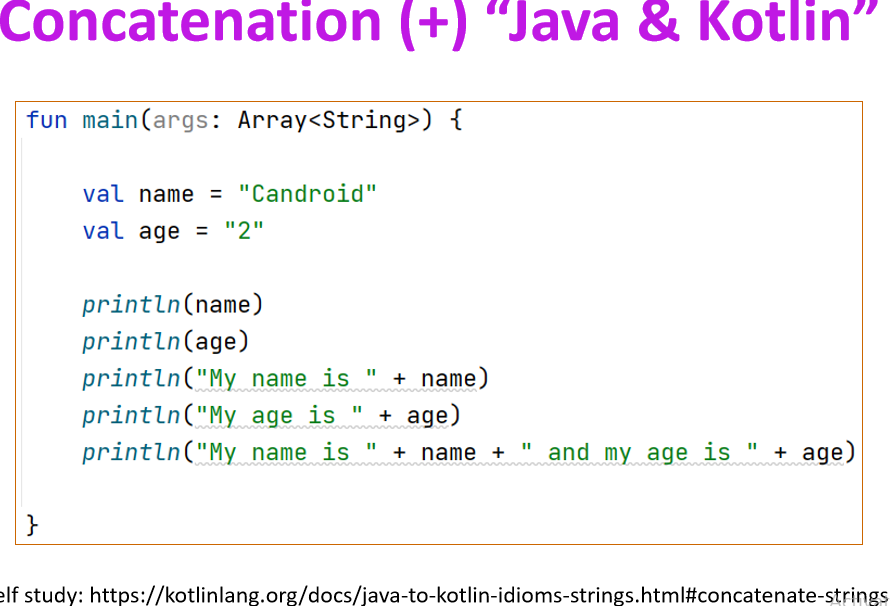 Concatenation (+) “Java & Kotlin”
fun main(args: Array<String>) {
val name = "Candroid"
val age = "2"
println(name)
println(age)
println("My name is " + name)
println("My age is " + age)
println("My name is " + name + " and my age is " + age)
}
elf study: https://kotlinlang.org/docs/java-to-kotlin-idioms-strings.html#concatenate-strings